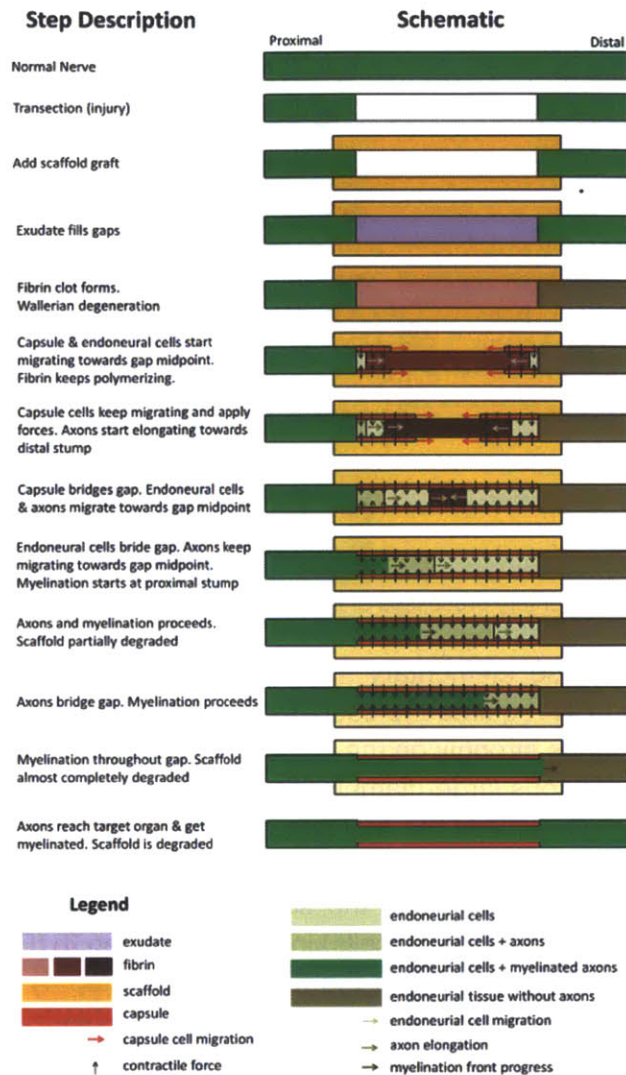 Step Description
Schematic
Proximal
Distal
Normal Nerve
Transection (injury)
Add scaffold graft
Exudate fills gaps
Fibrin clot forms.
Wallerian degeneration
Capsule & endoneural cells start
migrating towards gap midpoint.
Fibrin keeps polymerizing.
Capsule cells keep migrating and apply
forces. Axons start elongating towards
distal stump
Capsule bridges gap. Endoneural cells
& axons migrate towards gap midpoint
Endoneural cells bride gap. Axons keep
migrating towards gap midpoint.
Myelination starts at proximal stump
Axons and myelination proceeds.
Scaffold partially degraded
Axons bridge gap. Myelination proceeds
Myelination throughout gap. Scaffold
almost completely degraded
Axons reach target organ & get
myelinated. Scaffold is degraded
Legend
exudate
fibrin
scaffold
capsule
capsule cell migration
contractile force
endoneurial cells
endoneurial cells + axons
endoneurial cells + myelinated axons
endoneurial tissue without axons
endoneurial cell migration
axon elongation
myelination front progress